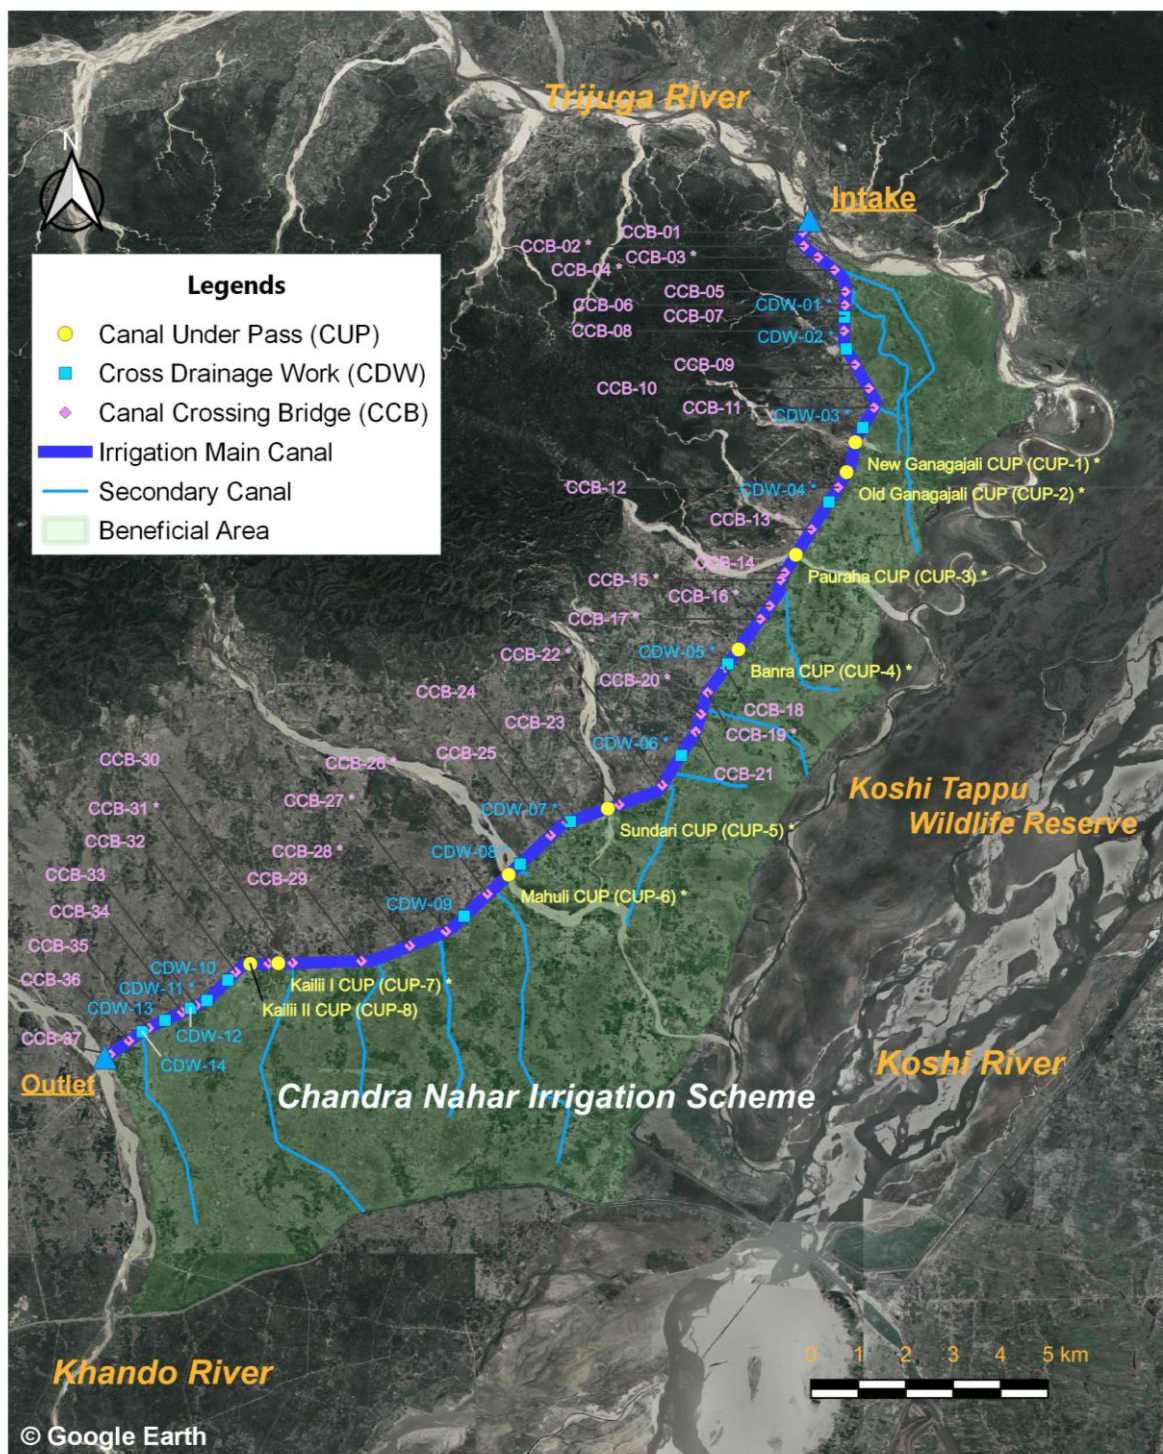 Trijuga River
N
Intake
CCB-01
CCB-02 *
CCB-03 *
CCB-04 *
CCB-05
CDW-01 *
CCB-06
CCB-07
CCB-08
CDW-02 *
Legends
Canal Under Pass (CUP)
Cross Drainage Work (CDW)
Canal Crossing Bridge (CCB)
Irrigation Main Canal
Secondary Canal
Beneficial Area
CCB-09
CCB-10
CCB-11 *
CDW-03 *
New Ganagajali CUP (CUP-1) *
CCB-12
CDW-04 *
Old Ganagajali CUP (CUP-2) *
CCB-13 *
CCB-14
CCB-15 *
Pauraha CUP (CUP-3) *
CCB-16 *
CCB-17 *
CCB-22 *
CDW-05 *
Banra CUP (CUP-4) *
CCB-20 *
CCB-24
CCB-18
CCB-23
CCB-19 *
CDW-06 *
CCB-25
CCB-30
CCB-26 *
CCB-21
Koshi Tappu
Wildlife Reserve
CCB-31 *
CCB-27 *
CDW-07 *
Sundari CUP (CUP-5) *
CCB-32
CCB-28 *
CDW-08 *
CCB-33
CCB-29
Mahuli CUP (CUP-6) *
CCB-34
CDW-09
CCB-35
CDW-10
CCB-36
CDW-11 *
Kailii I CUP (CUP-7) *
CDW-13
Kailii II CUP (CUP-8)
CCB-37
CDW-12
CDW-14
Outlet
Koshi River
Chandra Nahar Irrigation Scheme
Khando River
0 1 2 3 4 5 km
© Google Earth